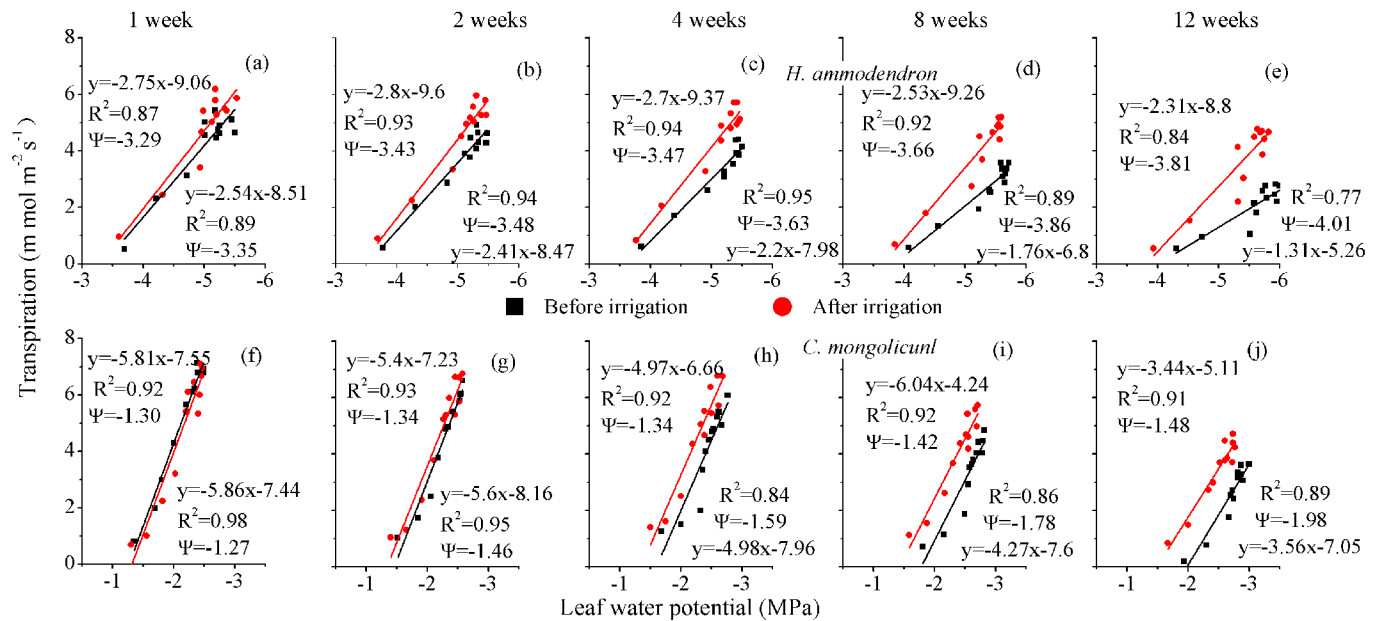 1 week 2 weeks 4 weeks 8 weeks 12 weeks
Transpiration (m mol m⁻² s⁻¹)
8
6
4
2
0
(a)
y=-2.75x-9.06
R²=0.87
Ψ=-3.29
y=-2.54x-8.51
R²=0.89
Ψ=-3.35
-3 -4 -5 -6
(b)
y=-2.8x-9.6
R²=0.93
Ψ=-3.43
R²=0.94
Ψ=-3.48
y=-2.41x-8.47
-3 -4 -5 -6
(c)
H. ammodendron
y=-2.7x-9.37
R²=0.94
Ψ=-3.47
R²=0.95
Ψ=-3.63
y=-2.2x-7.98
-3 -4 -5 -6
(d)
y=-2.53x-9.26
R²=0.92
Ψ=-3.66
R²=0.89
Ψ=-3.86
y=-1.76x-6.8
-3 -4 -5 -6
(e)
y=-2.31x-8.8
R²=0.84
Ψ=-3.81
R²=0.77
Ψ=-4.01
y=-1.31x-5.26
-3 -4 -5 -6
Before irrigation After irrigation
8
6
4
2
0
(f)
y=-5.81x-7.55
R²=0.92
Ψ=-1.30
y=-5.86x-7.44
R²=0.98
Ψ=-1.27
-1 -2 -3
(g)
y=-5.4x-7.23
R²=0.93
Ψ=-1.34
y=-5.6x-8.16
R²=0.95
Ψ=-1.46
-1 -2 -3
(h)
C. mongolicunl
y=-4.97x-6.66
R²=0.92
Ψ=-1.34
R²=0.84
Ψ=-1.59
y=-4.98x-7.96
-1 -2 -3
(i)
y=-6.04x-4.24
R²=0.92
Ψ=-1.42
R²=0.86
Ψ=-1.78
y=-4.27x-7.6
-1 -2 -3
(j)
y=-3.44x-5.11
R²=0.91
Ψ=-1.48
R²=0.89
Ψ=-1.98
y=-3.56x-7.05
-1 -2 -3
Leaf water potential (MPa)